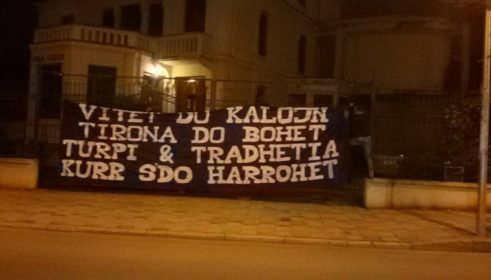 VITET DO KALOJN
TIRONA DO BOHET
TURPI & TRADHETIA
KURR SDO HARROHET